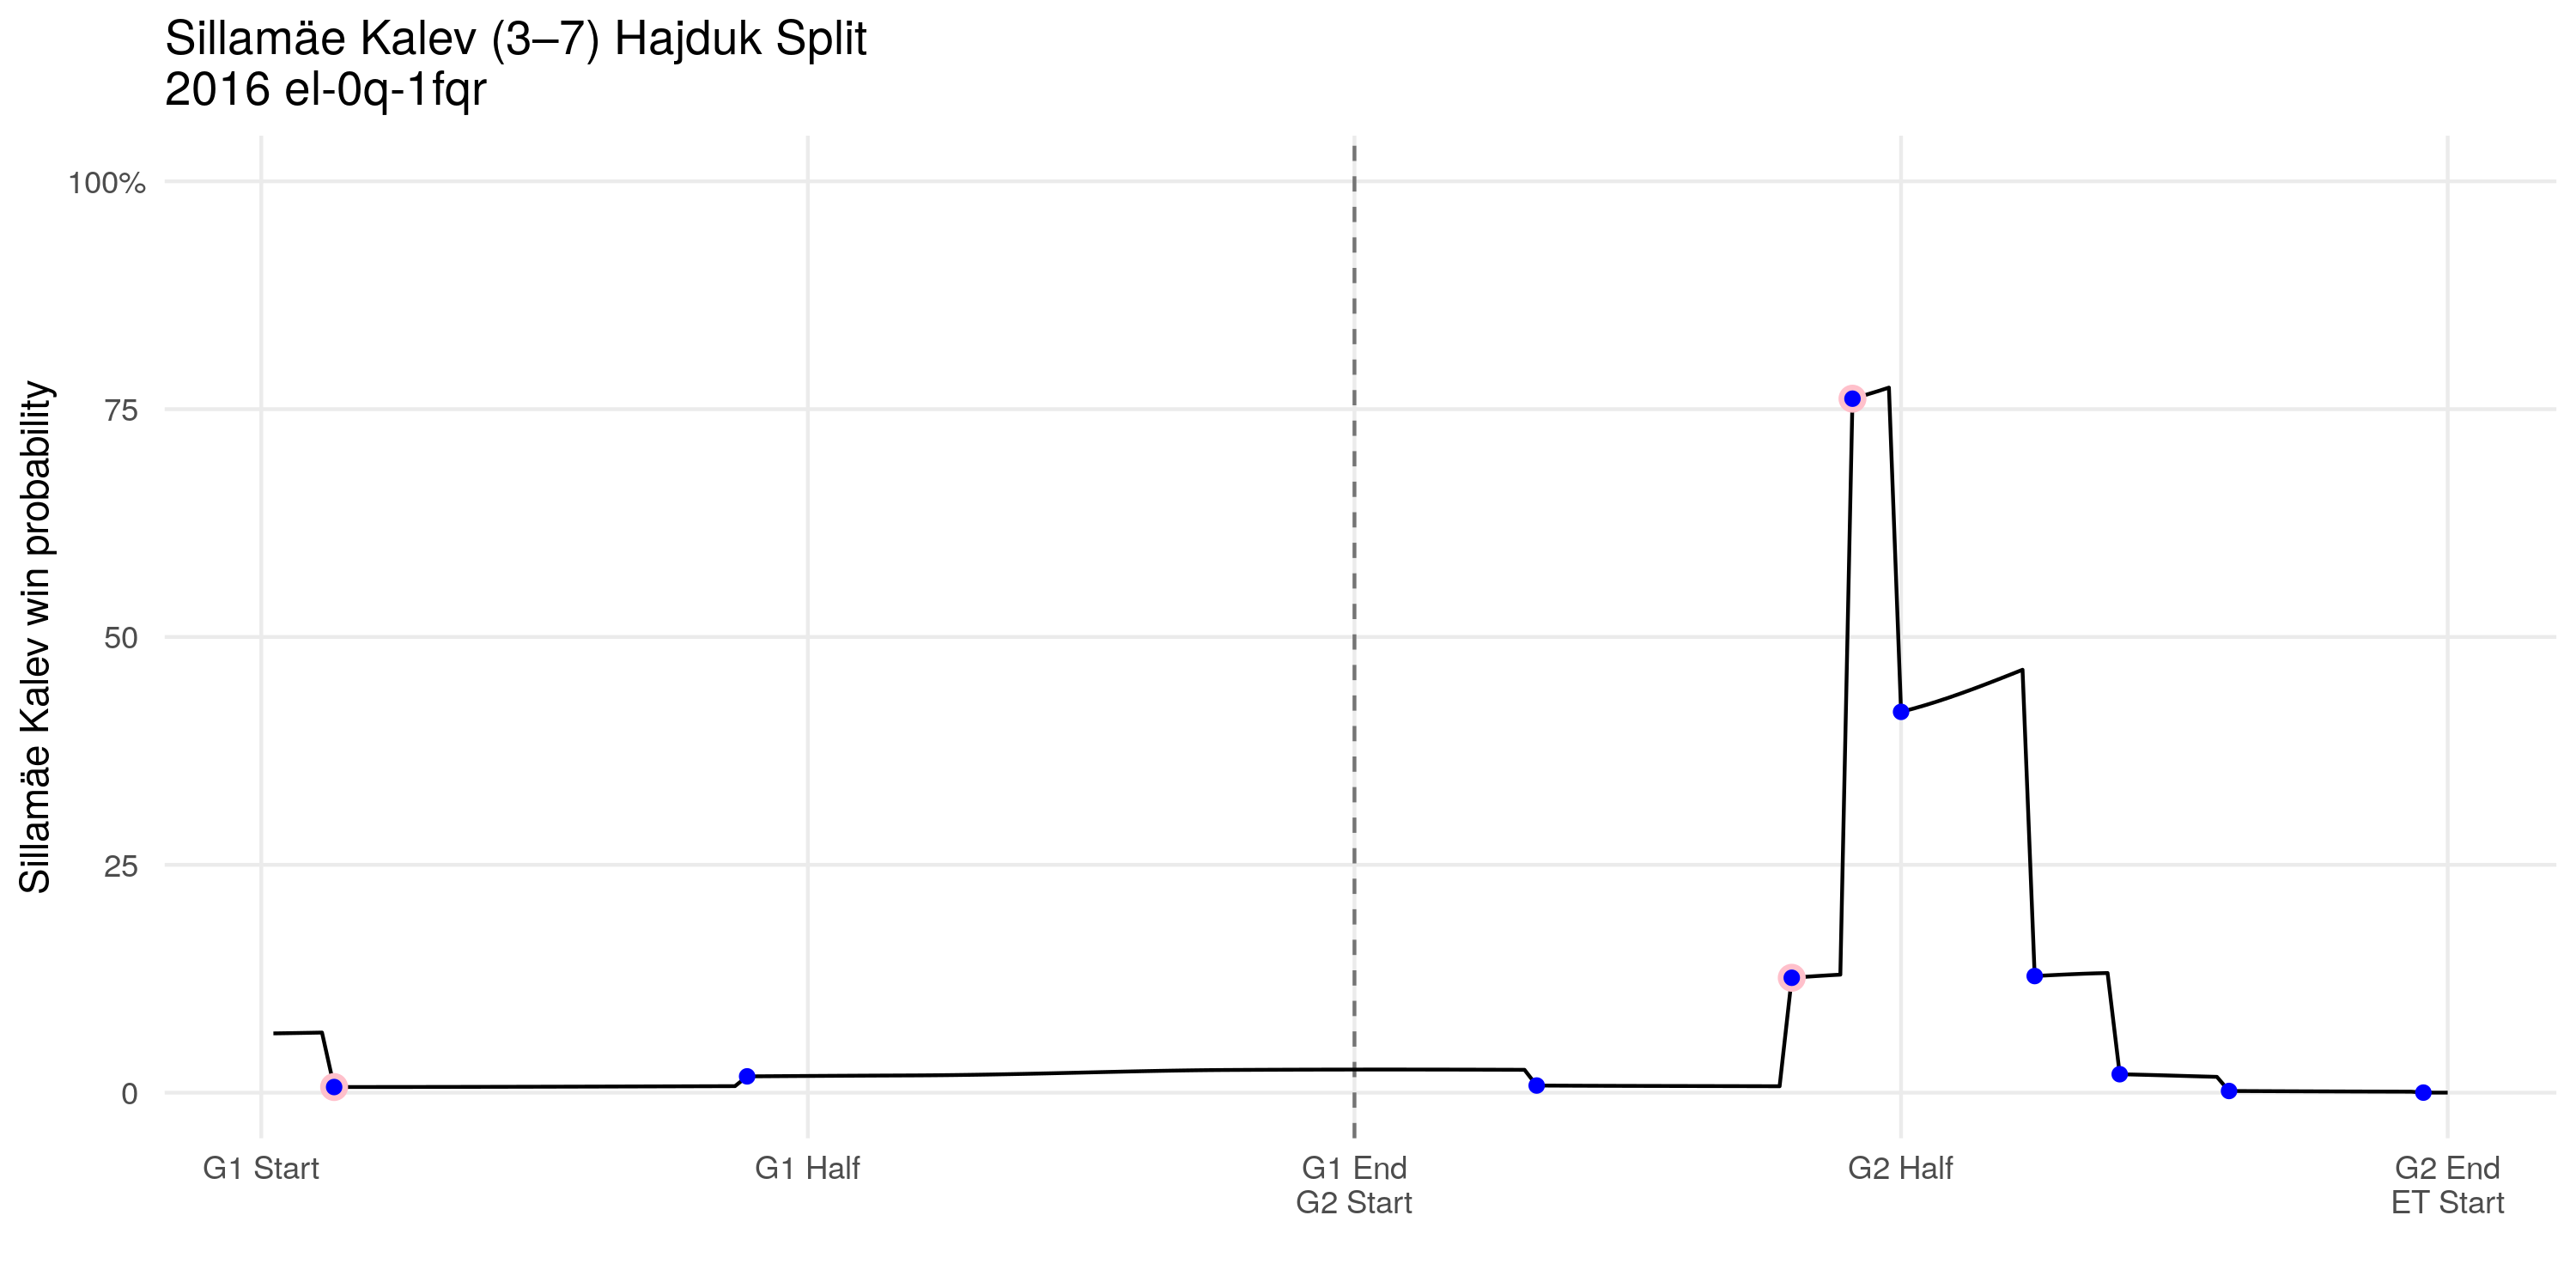 Sillamäe Kalev (3–7) Hajduk Split
2016 el-0q-1fqr
Sillamäe Kalev win probability
100%
75
50
25
0
G1 Start
G1 Half
G1 End
G2 Start
G2 Half
G2 End
ET Start